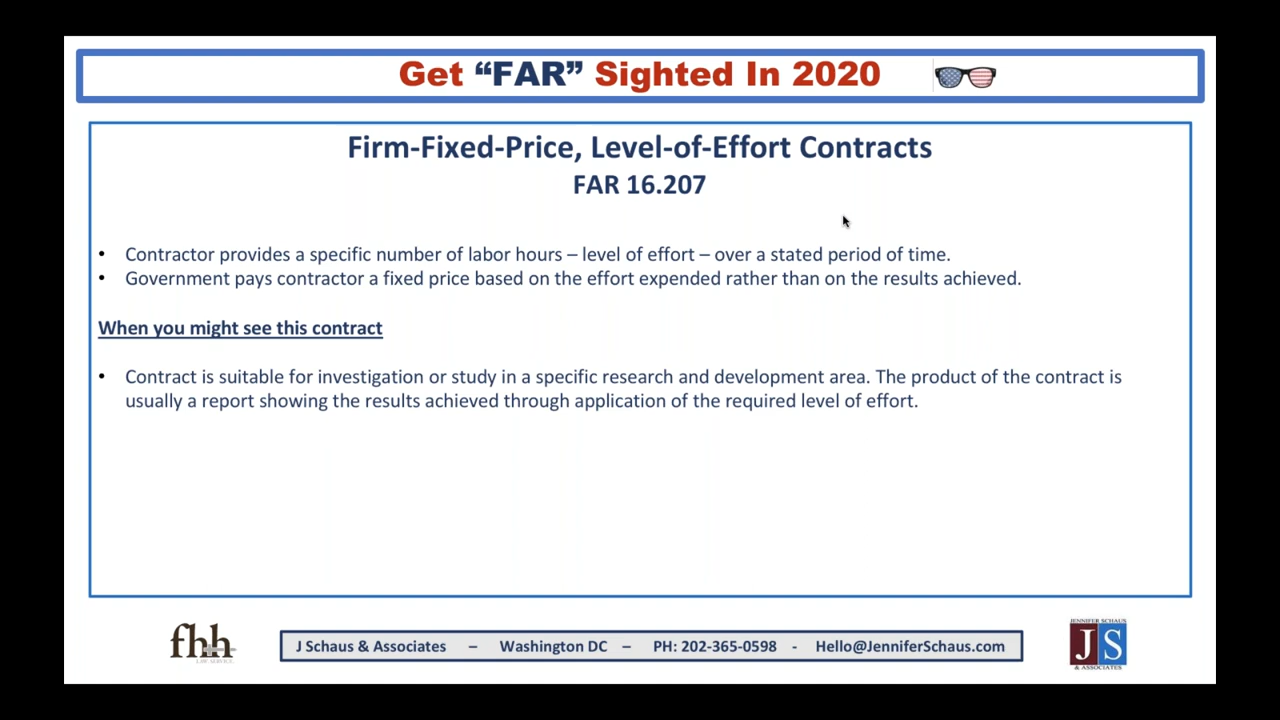 Get “FAR” Sighted In 2020
Firm-Fixed-Price, Level-of-Effort Contracts
FAR 16.207
• Contractor provides a specific number of labor hours – level of effort – over a stated period of time.
• Government pays contractor a fixed price based on the effort expended rather than on the results achieved.
When you might see this contract
• Contract is suitable for investigation or study in a specific research and development area. The product of the contract is
usually a report showing the results achieved through application of the required level of effort.
fhh
LAW SERVICE
J Schaus & Associates – Washington DC – PH: 202-365-0598 - Hello@JenniferSchaus.com
JENNIFER SCHAUS
JS
& ASSOCIATES